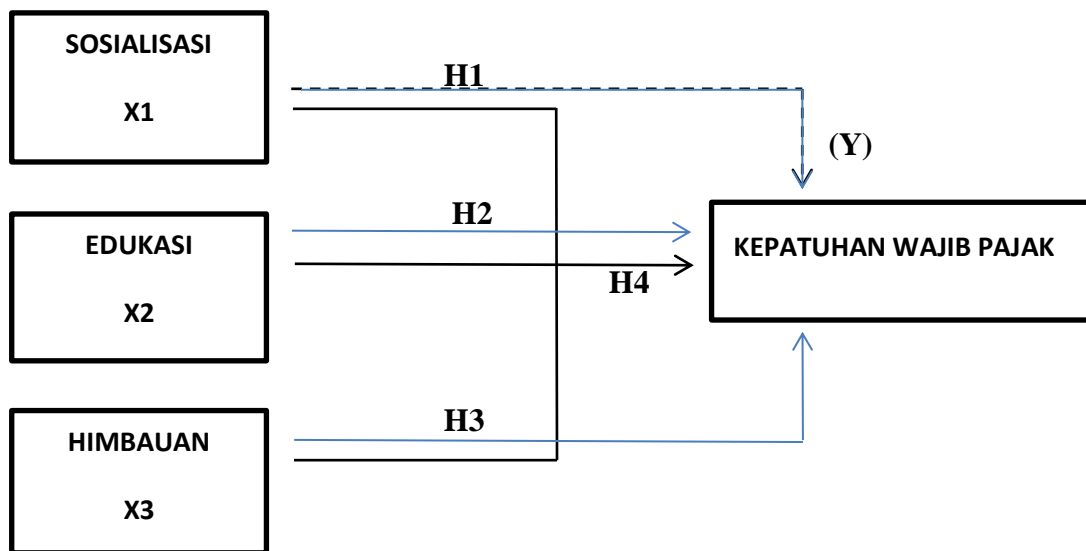 SOSIALISASI
X1
H1
(Y)
EDUKASI
X2
H2
H4
KEPATUHAN WAJIB PAJAK
HIMBAUAN
X3
H3